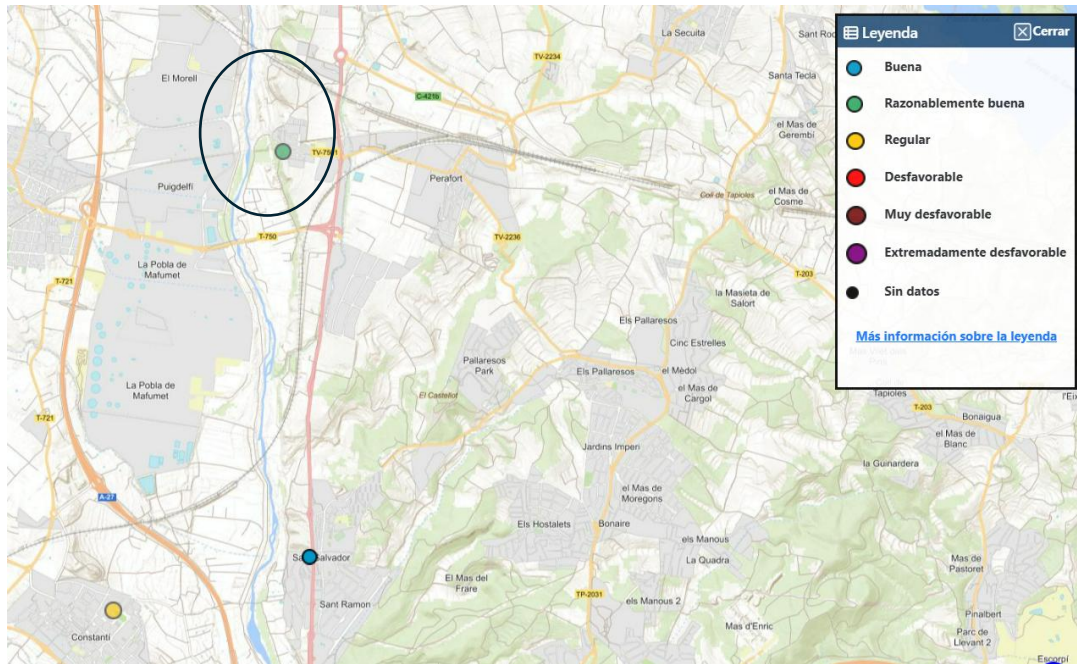 Leyenda
Cerrar
Buena
Razonablemente buena
Regular
Desfavorable
Muy desfavorable
Extremadamente desfavorable
Sin datos
Más información sobre la leyenda
La Secuita
Sant Roc
TV-2234
El Morell
Santa Tecla
C-421b
el Mas de
Gerembi
TV-7501
Perafort
Puigdelfí
Coll de Tapioles
el Mas de
Cosme
T-750
TV-2236
La Pobla de
Mafumet
T-721
T-203
la Masieta de
Salort
Els Pallaresos
Cinc Estrelles
Pallaresos
Park
Els Pallaresos
el Mèdol
La Pobla de
Mafumet
el Mas de
Cargol
El Castellot
Tapioles
T-203
T-721
Bonaigua
Jardins Imperi
el Mas de
Blanc
la Guinardera
el Mas de
Moregons
A-27
Els Hostalets
Bonaire
els Manous
La Quadra
Mas de
Pastoret
El Mas del
Frare
TP-2031
els Manous 2
Sant Ramon
Pinalbert
Mas d'Enric
Parc de
Llevant 2
Constantí
Escorpí